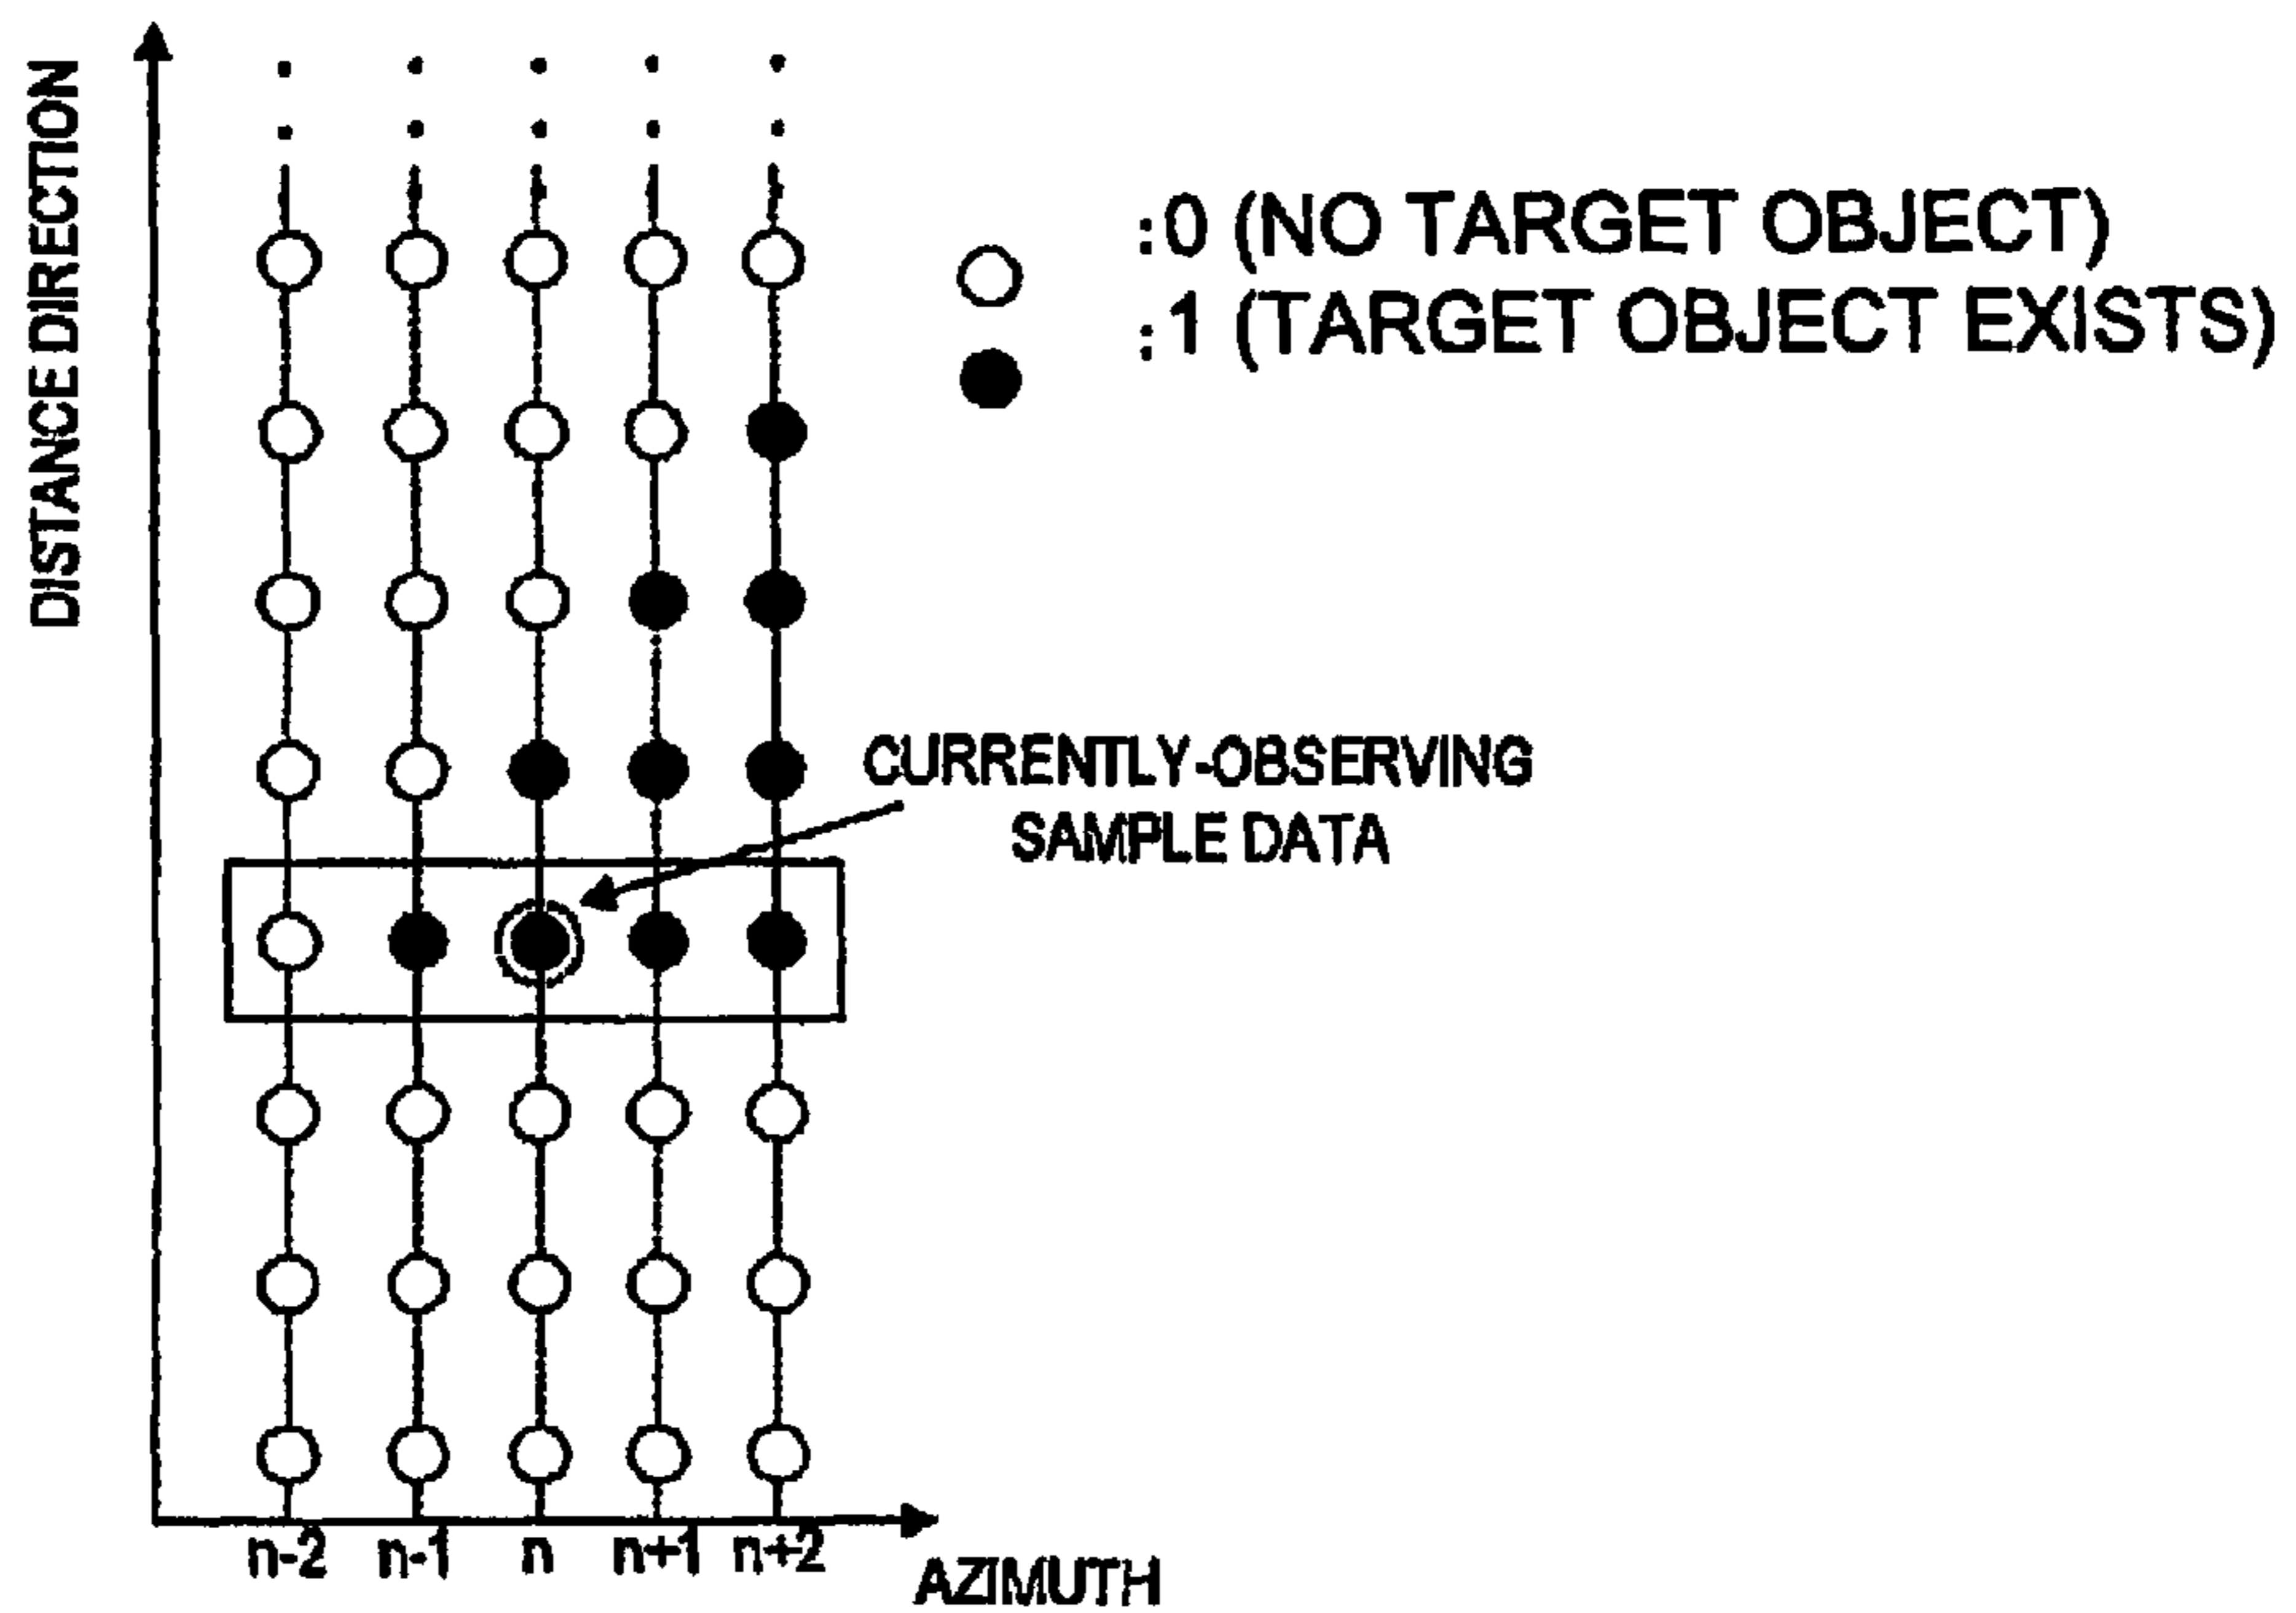 DISTANCE DIRECTION
:0 (NO TARGET OBJECT)
:1 (TARGET OBJECT EXISTS)
CURRENTLY-OBSERVING
SAMPLE DATA
n-2 n-1 n n+1 n+2
AZIMUTH